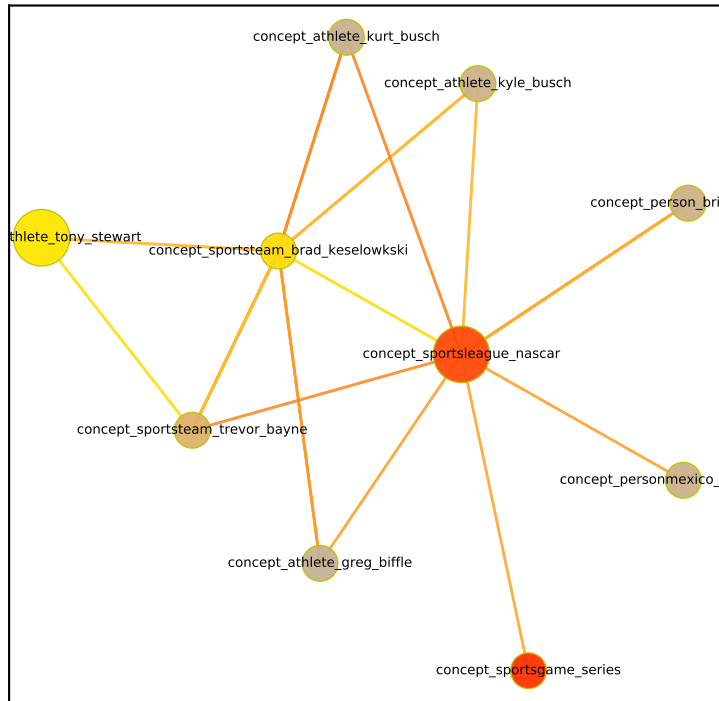 concept_athlete_kurt_busch
concept_athlete_kyle_busch
concept_person_bri
thlete_tony_stewart
concept_sportsteam_brad_keselowkski
concept_sportsleague_nascar
concept_sportsteam_trevor_bayne
concept_personmexico_
concept_athlete_greg_biffle
concept_sportsgame_series